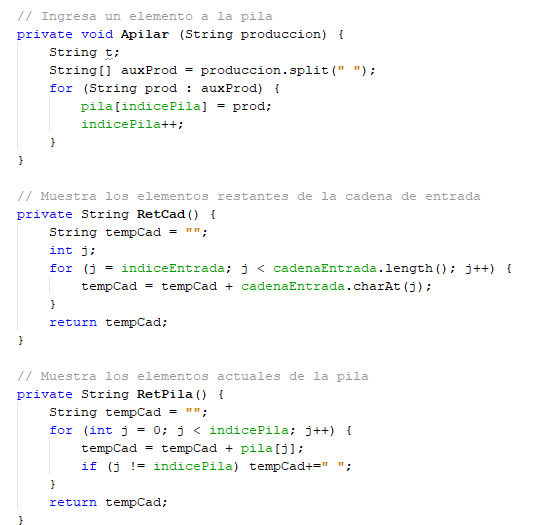 // Ingresa un elemento a la pila
private void Apilar (String produccion) {
    String t;
    String[] auxProd = produccion.split(" ");
    for (String prod : auxProd) {
        pila[indicePila] = prod;
        indicePila++;
    }
}

// Muestra los elementos restantes de la cadena de entrada
private String RetCad() {
    String tempCad = "";
    int j;
    for (j = indiceEntrada; j < cadenaEntrada.length(); j++) {
        tempCad = tempCad + cadenaEntrada.charAt(j);
    }
    return tempCad;
}

// Muestra los elementos actuales de la pila
private String RetPila() {
    String tempCad = "";
    for (int j = 0; j < indicePila; j++) {
        tempCad = tempCad + pila[j];
        if (j != indicePila) tempCad+=" ";
    }
    return tempCad;
}